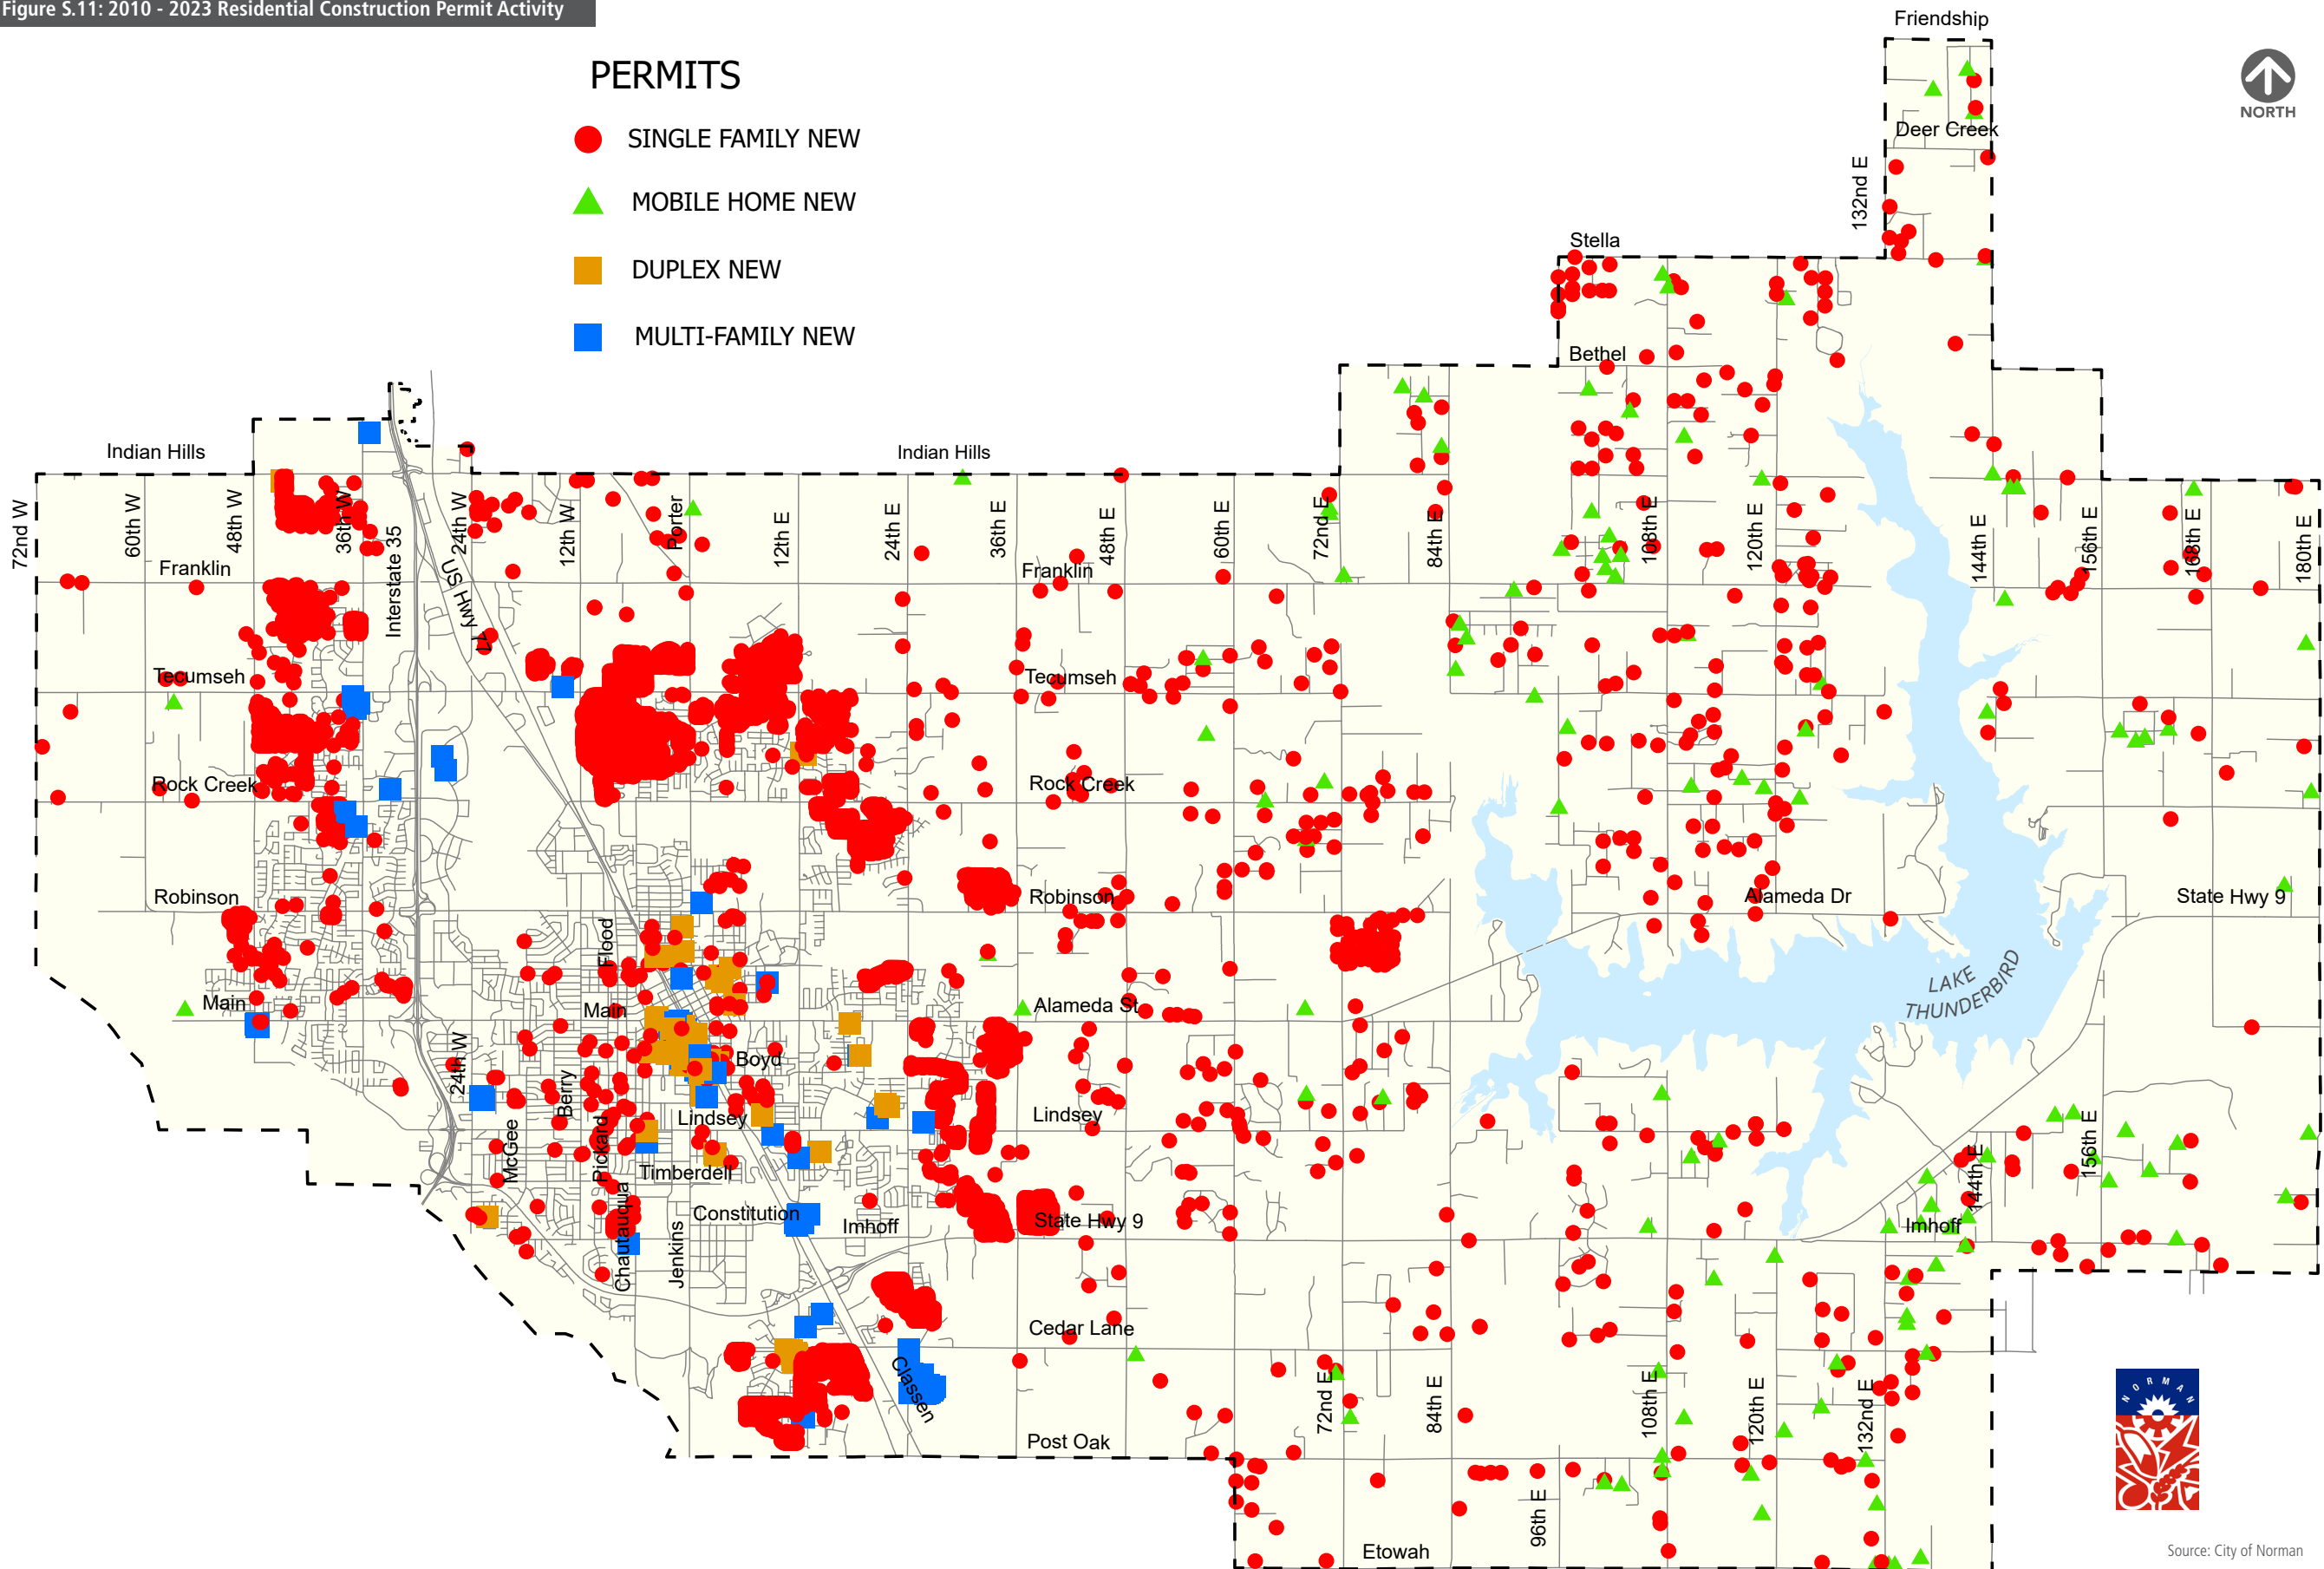 Figure S.11: 2010 - 2023 Residential Construction Permit Activity
PERMITS
SINGLE FAMILY NEW
MOBILE HOME NEW
DUPLEX NEW
MULTI-FAMILY NEW
Friendship
NORTH
Deer Creek
132nd E
Stella
Bethel
Indian Hills
Indian Hills
72nd W
60th W
48th W
36th W
Interstate 35
24th W
US Hwy 77
12th W
Porter
12th E
24th E
36th E
48th E
60th E
72nd E
84th E
108th E
120th E
144th E
156th E
168th E
180th E
Franklin
Franklin
Tecumseh
Tecumseh
Rock Creek
Rock Creek
Robinson
Robinson
Alameda Dr
State Hwy 9
Flood
LAKE
THUNDERBIRD
Main
Main
Alameda St
24th W
Boyd
Berry
Lindsey
Lindsey
McGee
Pickard
Timberdell
156th E
144th E
Chautauqua
Constitution
Jenkins
Imhoff
State Hwy 9
Imhoff
Cedar Lane
Classen
72nd E
84th E
108th E
120th E
132nd E
NORMAN
Post Oak
96th E
Etowah
Source: City of Norman